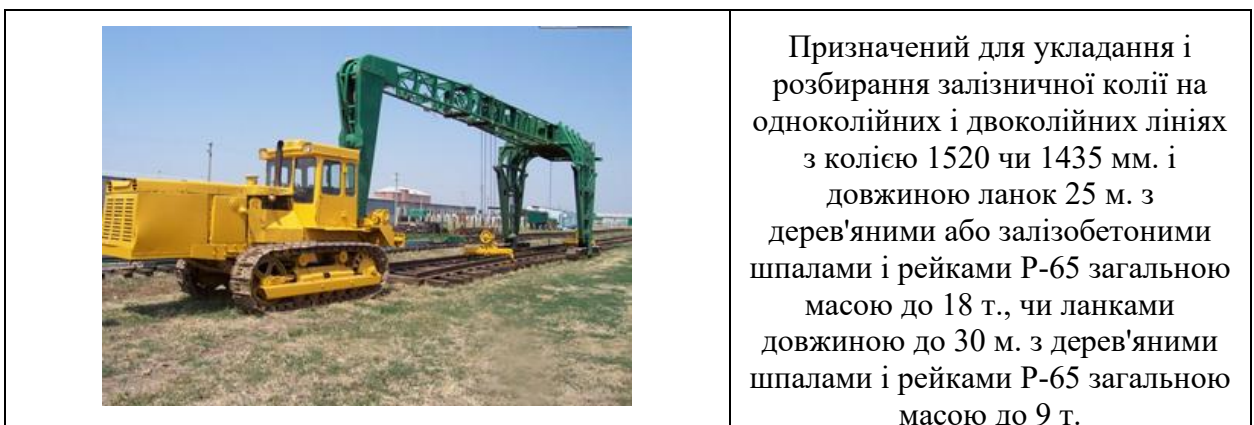 Призначений для укладання і
розбирання залізничної колії на
одноколійних і двоколійних лініях
з колією 1520 чи 1435 мм. і
довжиною ланок 25 м. з
дерев'яними або залізобетоними
шпалами і рейками Р-65 загальною
масою до 18 т., чи ланками
довжиною до 30 м. з дерев'яними
шпалами і рейками Р-65 загальною
масою до 9 т.